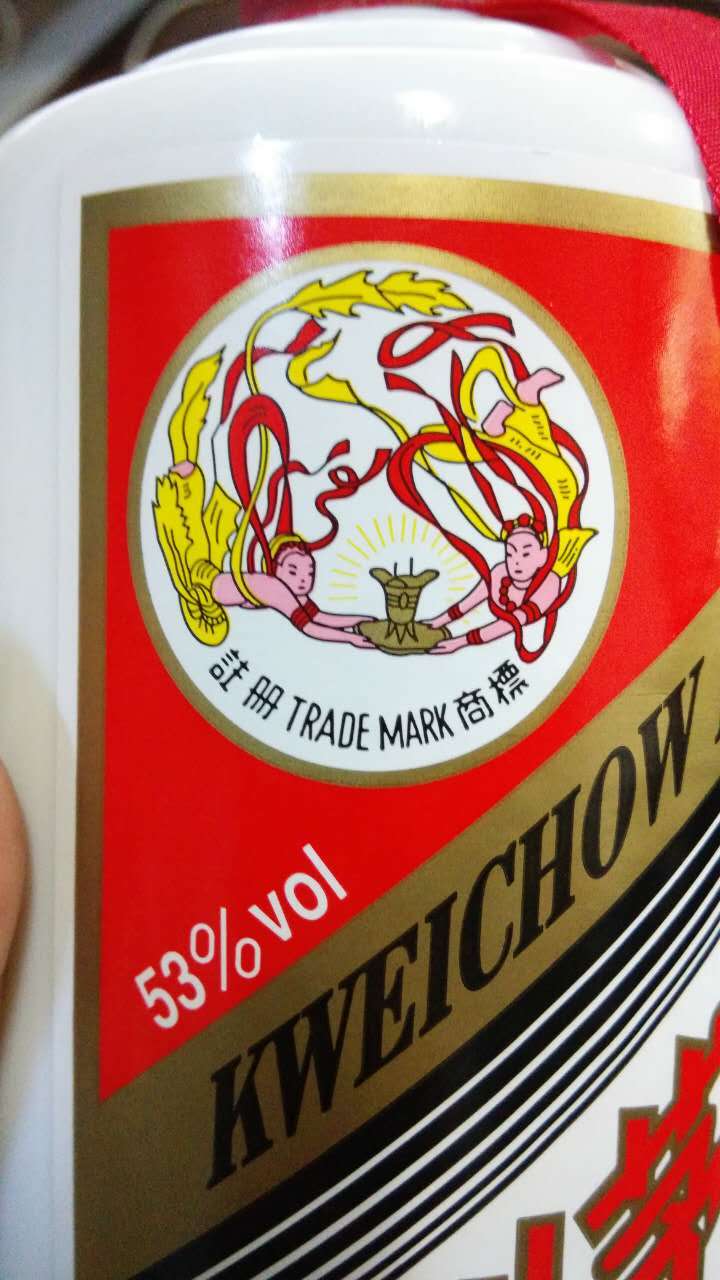 註冊 TRADE MARK 商標
53%vol
KWEICHOW